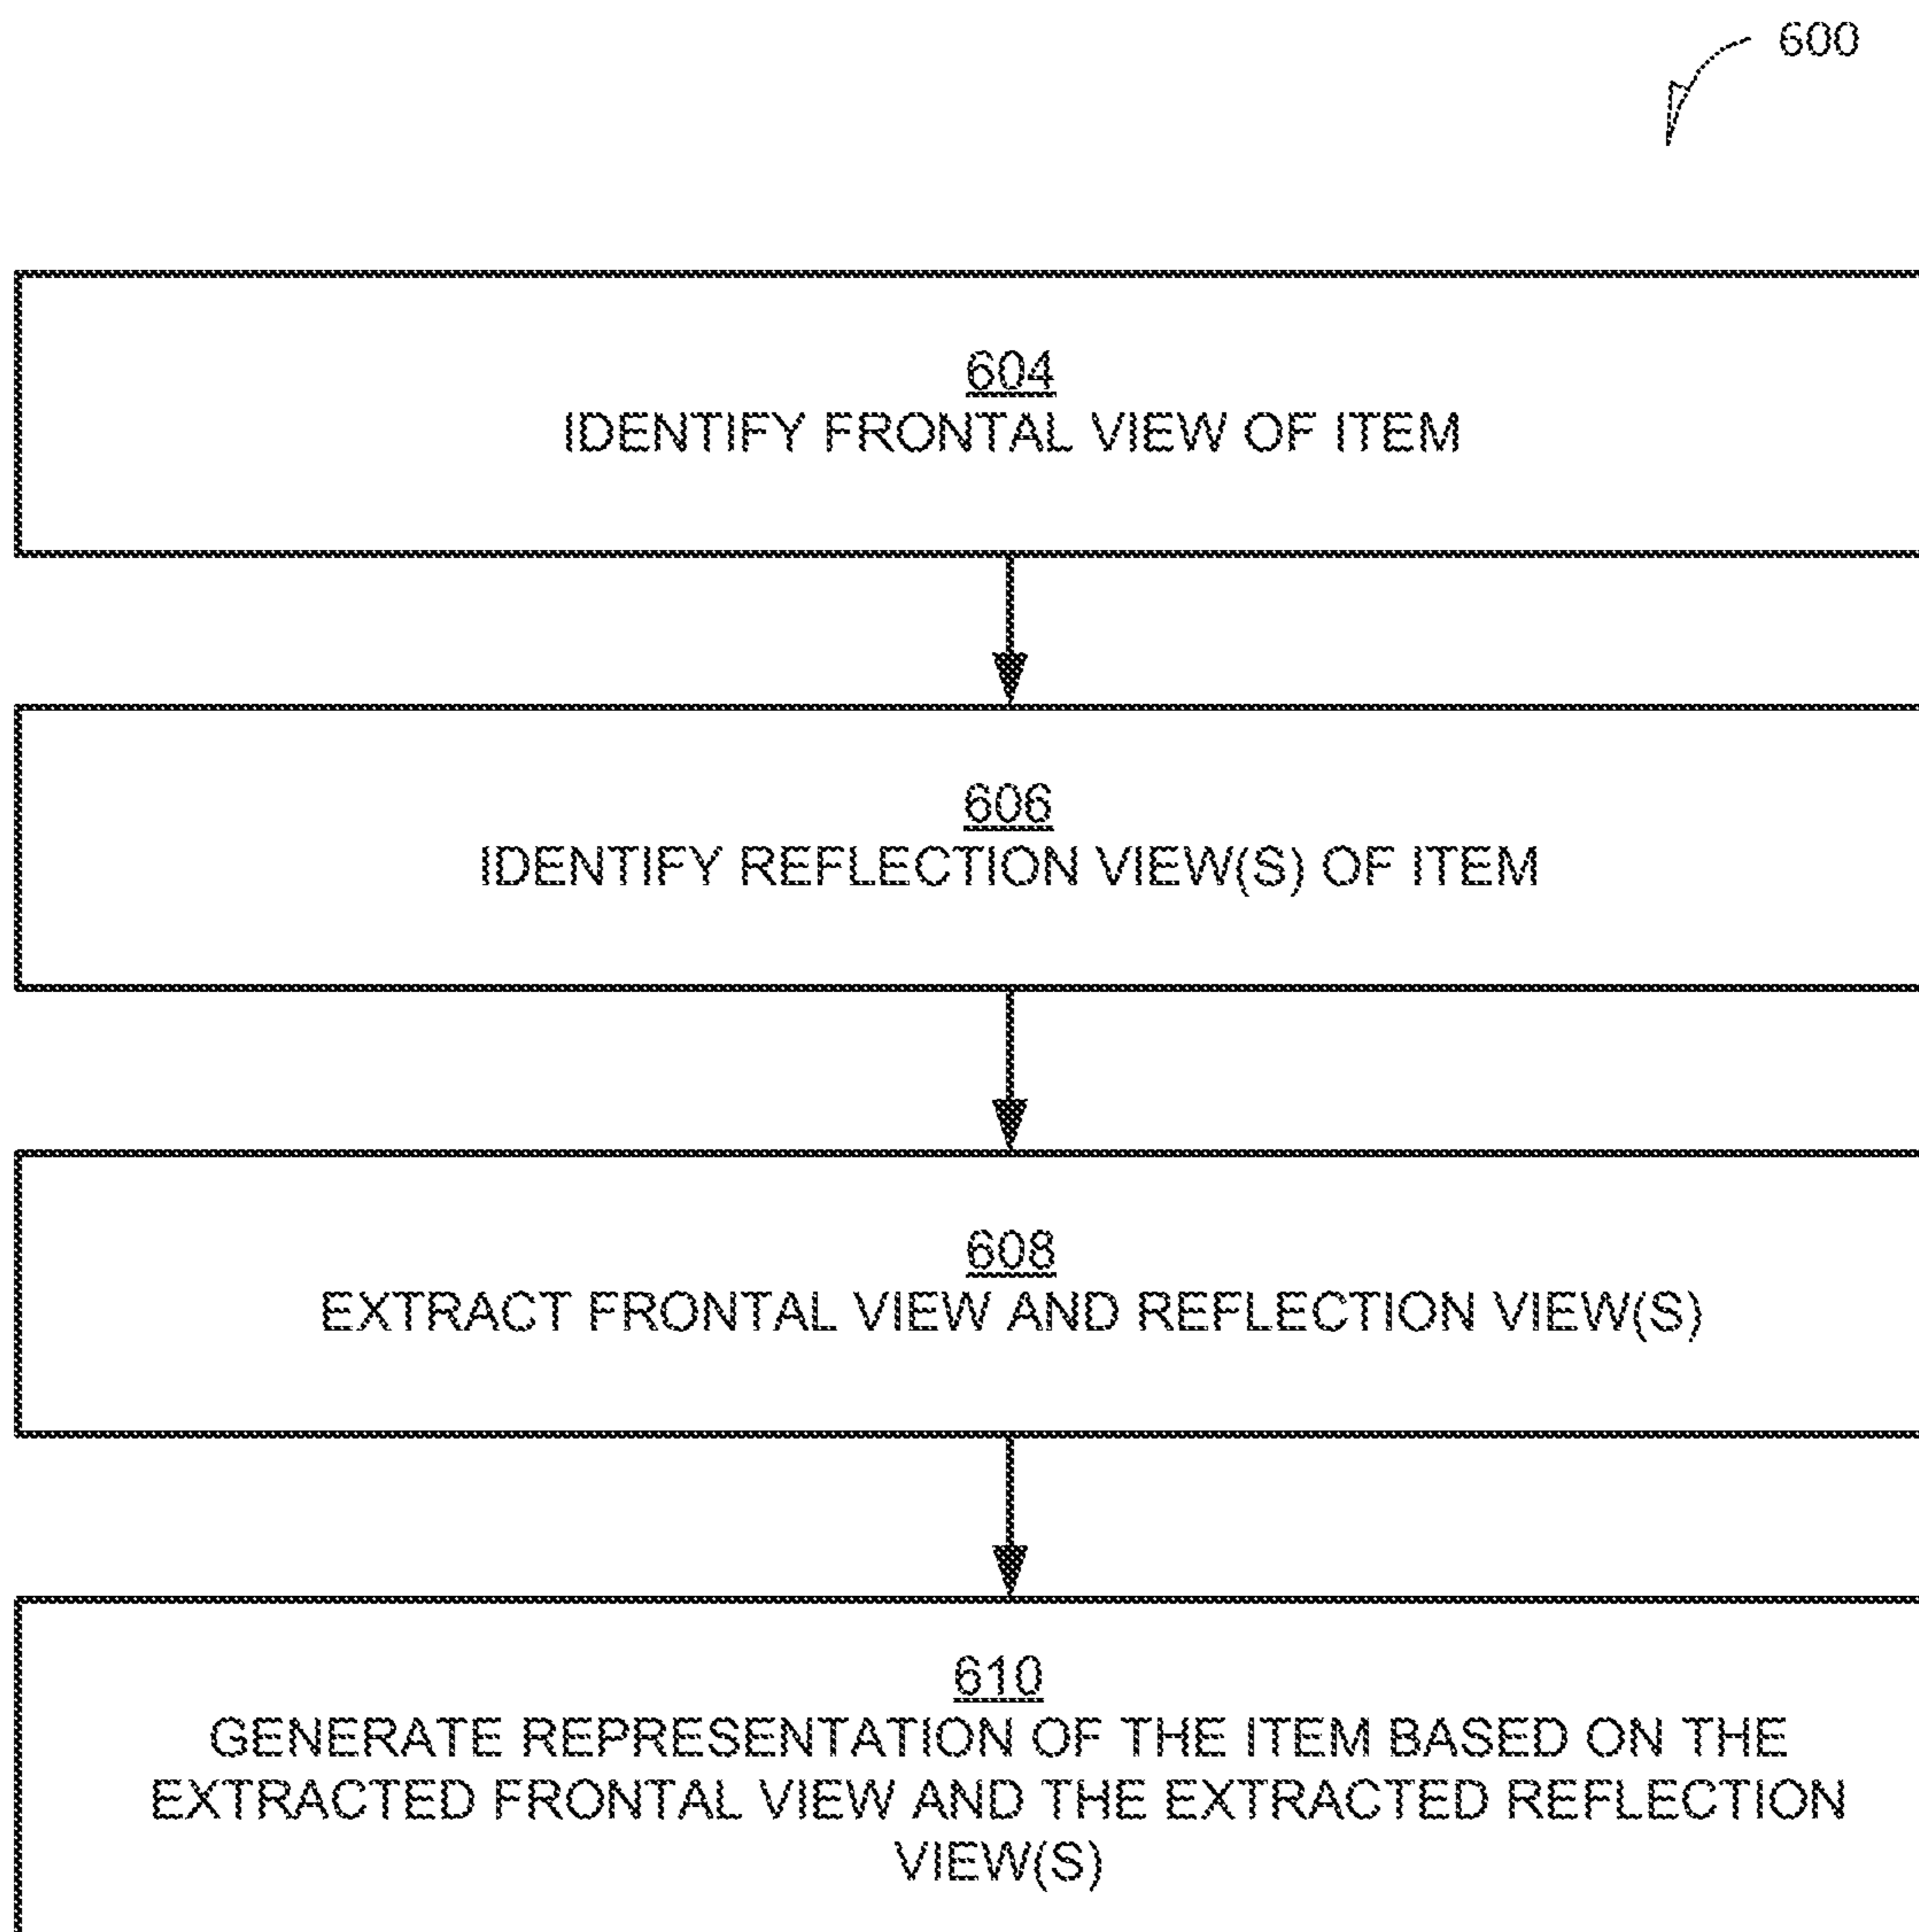 600
604
IDENTIFY FRONTAL VIEW OF ITEM
606
IDENTIFY REFLECTION VIEW(S) OF ITEM
608
EXTRACT FRONTAL VIEW AND REFLECTION VIEW(S)
610
GENERATE REPRESENTATION OF THE ITEM BASED ON THE
EXTRACTED FRONTAL VIEW AND THE EXTRACTED REFLECTION
VIEW(S)